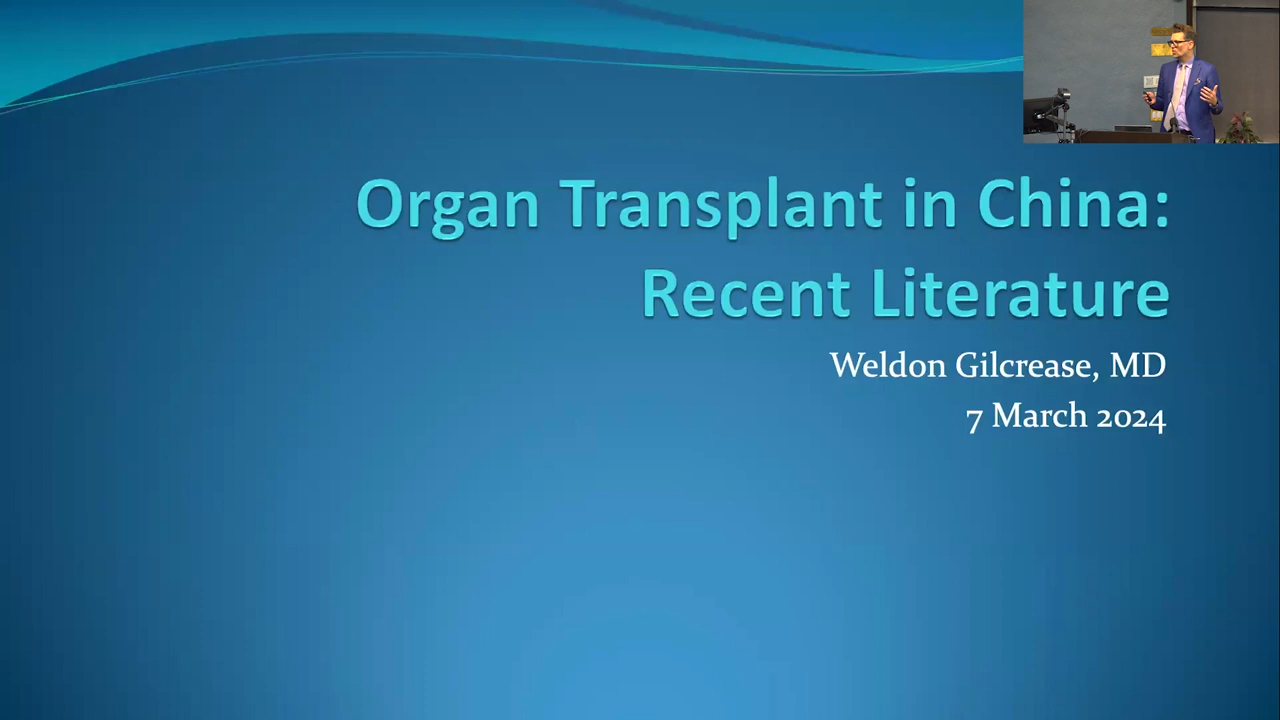 Organ Transplant in China:
Recent Literature
Weldon Gilcrease, MD
7 March 2024